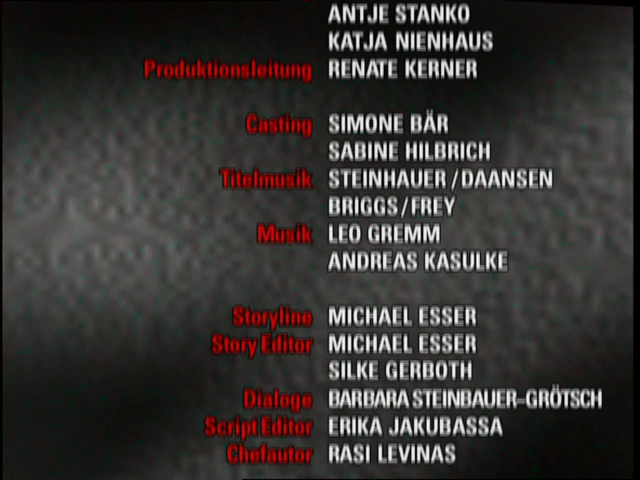 ANTJE STANKO
KATJA NIENHAUS
Produktionsleitung RENATE KERNER
Casting SIMONE BÄR
SABINE HILBRICH
Titelmusik STEINHAUER / DAANSEN
BRIGGS / FREY
Musik LEO GREMM
ANDREAS KASULKE
Storyline MICHAEL ESSER
Story Editor MICHAEL ESSER
SILKE GERBOTH
Dialoge BARBARA STEINBAUER-GRÖTSCH
Script Editor ERIKA JAKUBASSA
Chefautor RASI LEVINAS